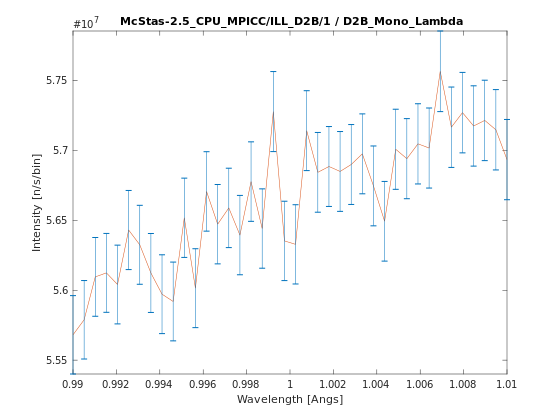 #10^7
McStas-2.5_CPU_MPICC/ILL_D2B/1 / D2B_Mono_Lambda
5.75
5.7
5.65
5.6
5.55
Intensity [n/s/bin]
0.99 0.992 0.994 0.996 0.998 1 1.002 1.004 1.006 1.008 1.01
Wavelength [Angs]